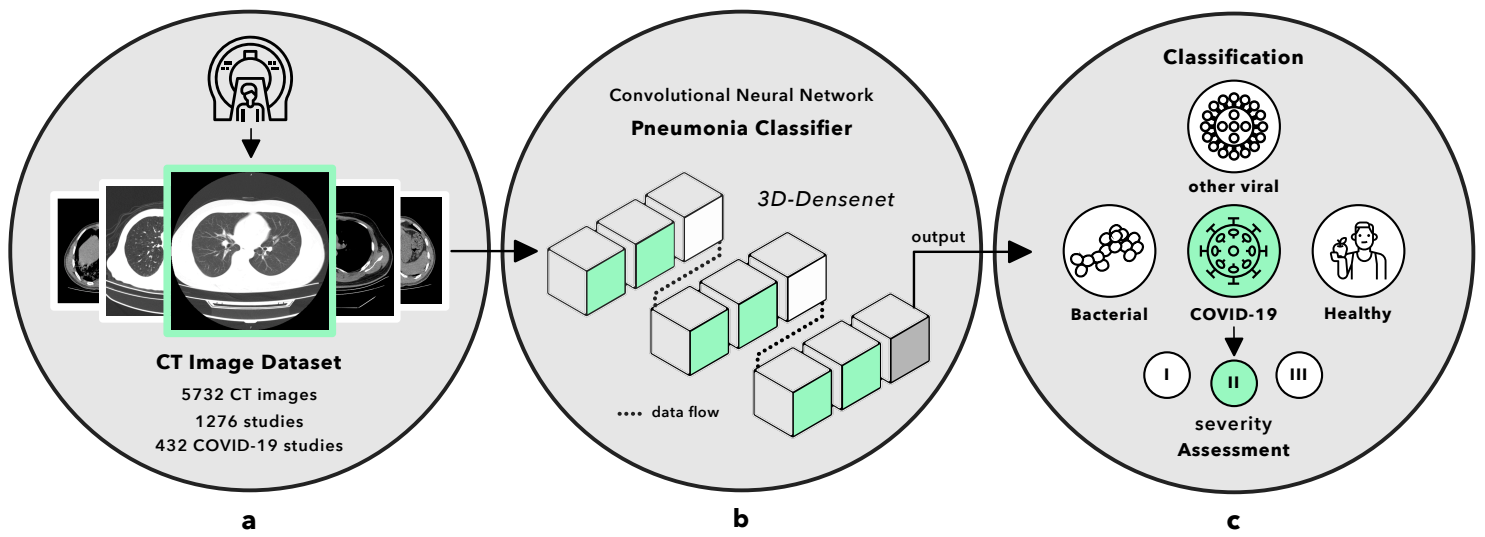 CT Image Dataset
5732 CT images
1276 studies
432 COVID-19 studies
a
Convolutional Neural Network
Pneumonia Classifier
3D-Densenet
data flow
output
b
Classification
other viral
Bacterial
COVID-19
Healthy
I
II
III
severity
Assessment
c